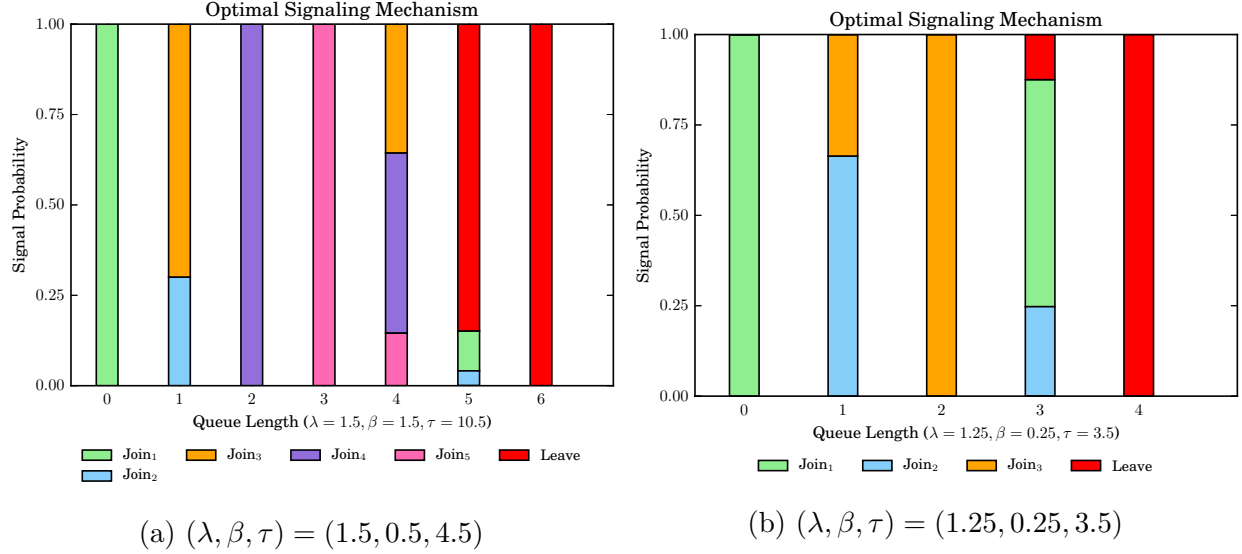 Optimal Signaling Mechanism
1.00
0.75
0.50
0.25
0.00
Signal Probability
0 1 2 3 4 5 6
Queue Length (λ = 1.5, β = 1.5, τ = 10.5)
Join₁ Join₃ Join₄ Join₅ Leave
Join₂
(a) (λ, β, τ) = (1.5, 0.5, 4.5)
Optimal Signaling Mechanism
1.00
0.75
0.50
0.25
0.00
Signal Probability
0 1 2 3 4
Queue Length (λ = 1.25, β = 0.25, τ = 3.5)
Join₁ Join₂ Join₃ Leave
(b) (λ, β, τ) = (1.25, 0.25, 3.5)